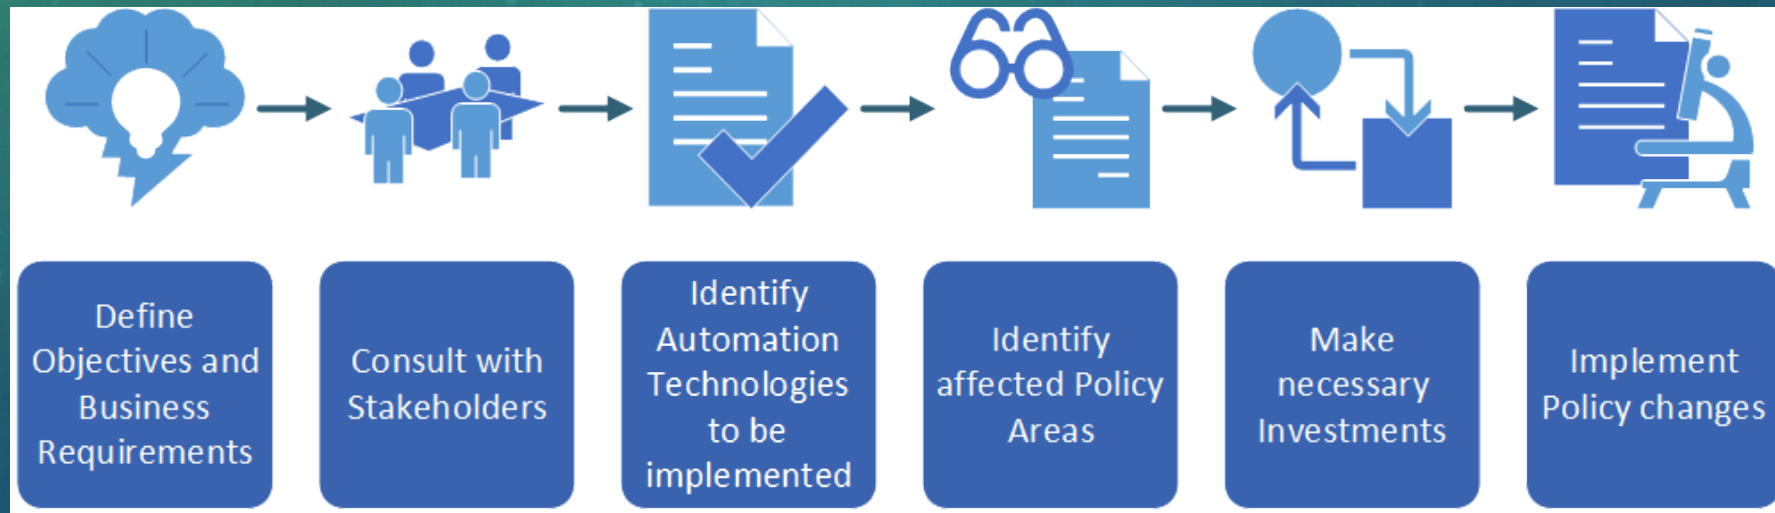 Define
Objectives and
Business
Requirements
Consult with
Stakeholders
Identify
Automation
Technologies
to be
implemented
Identify
affected Policy
Areas
Make
necessary
Investments
Implement
Policy changes